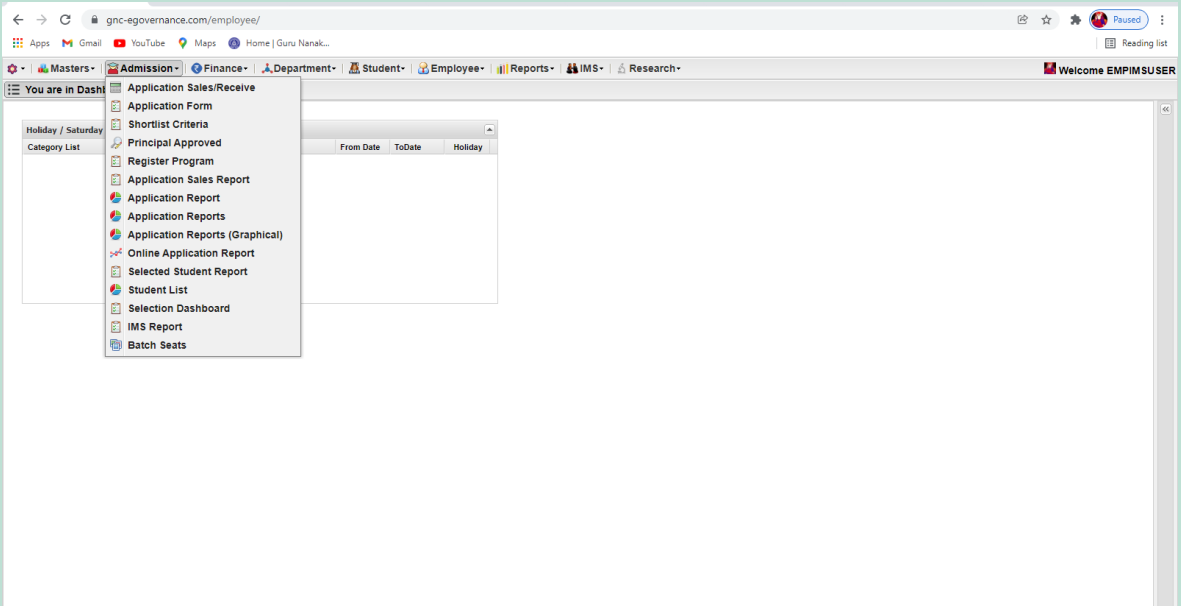 gnc-egovernance.com/employee/ Paused
Apps Gmail YouTube Maps Home | Guru Nanak... Reading list
Masters Admission Finance Department Student Employee Reports IMS Research Welcome EMPIMSUSER
You are in Dashb
Application Sales/Receive
Application Form
Shortlist Criteria
Holiday / Saturday
Principal Approved
Category List From Date ToDate Holiday
Register Program
Application Sales Report
Application Report
Application Reports
Application Reports (Graphical)
Online Application Report
Selected Student Report
Student List
Selection Dashboard
IMS Report
Batch Seats